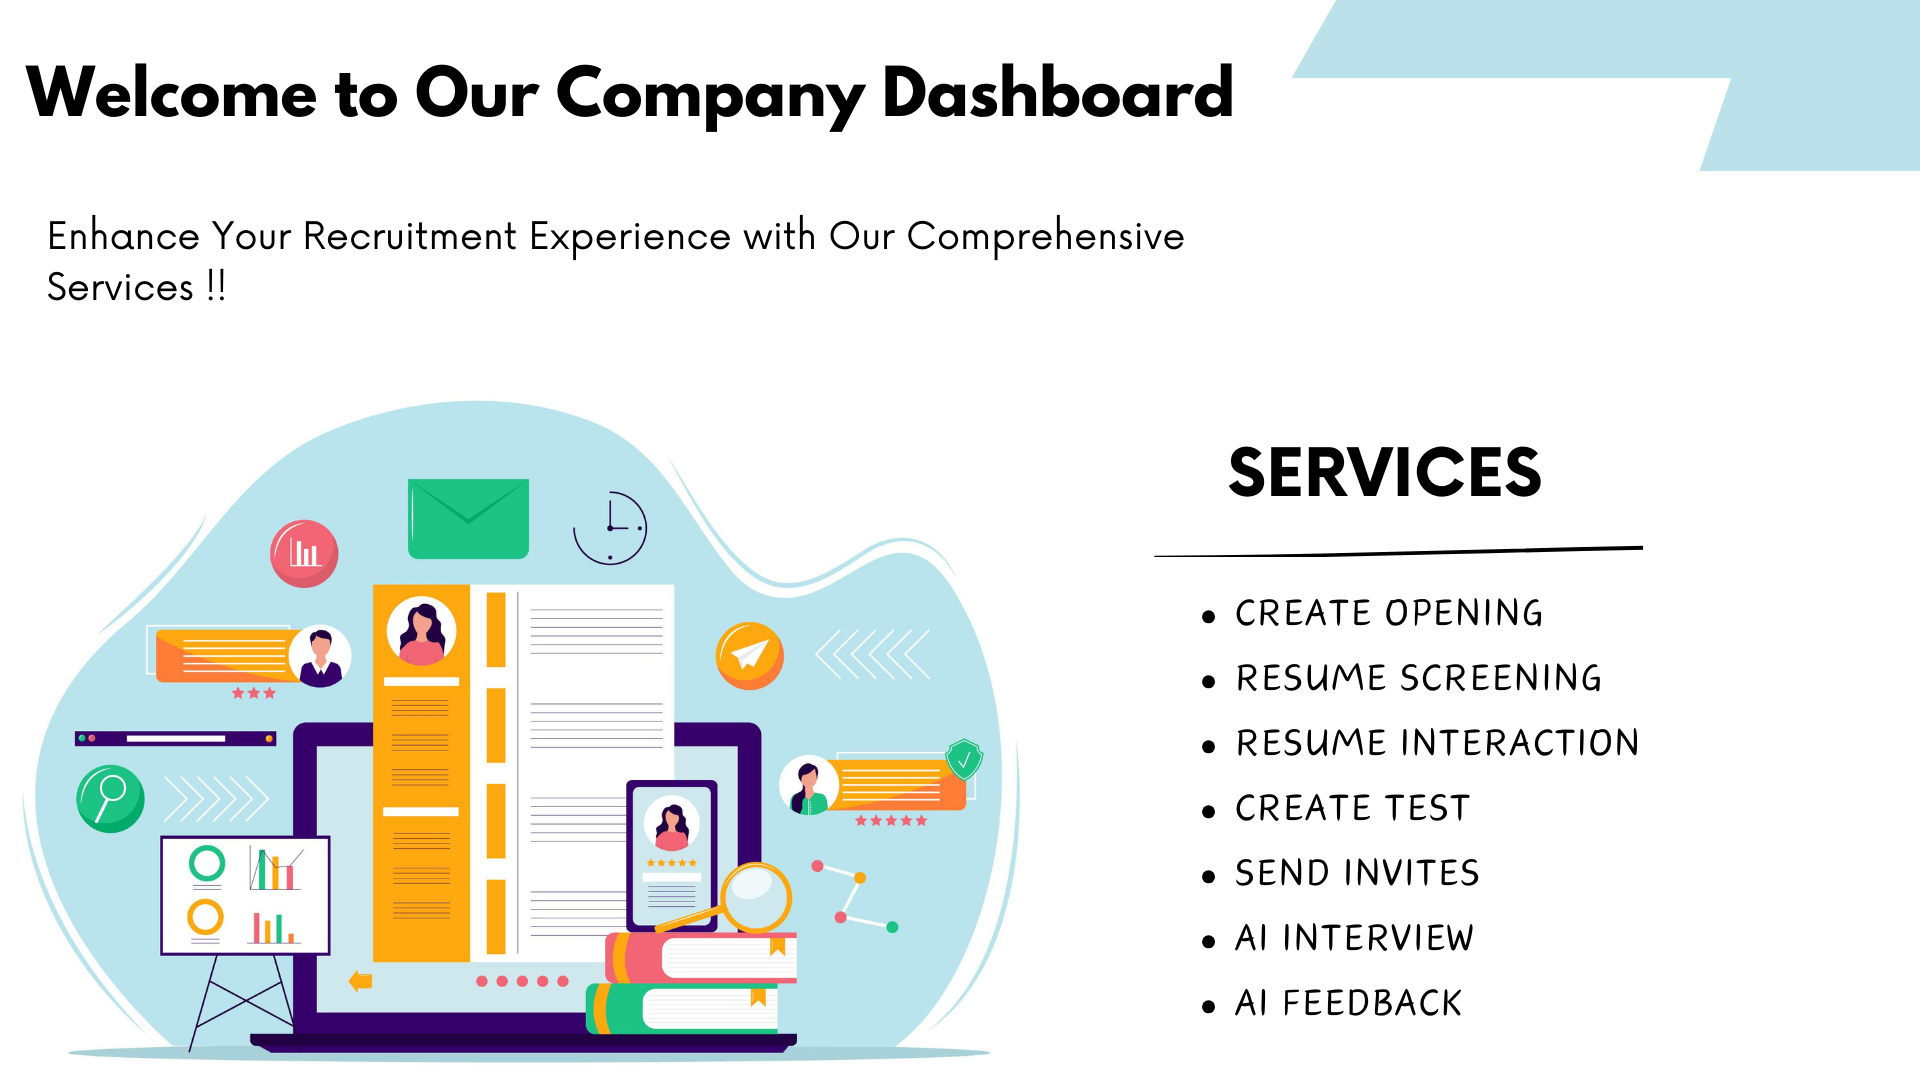 Welcome to Our Company Dashboard
Enhance Your Recruitment Experience with Our Comprehensive
Services !!
SERVICES
• CREATE OPENING
• RESUME SCREENING
• RESUME INTERACTION
• CREATE TEST
• SEND INVITES
• AI INTERVIEW
• AI FEEDBACK